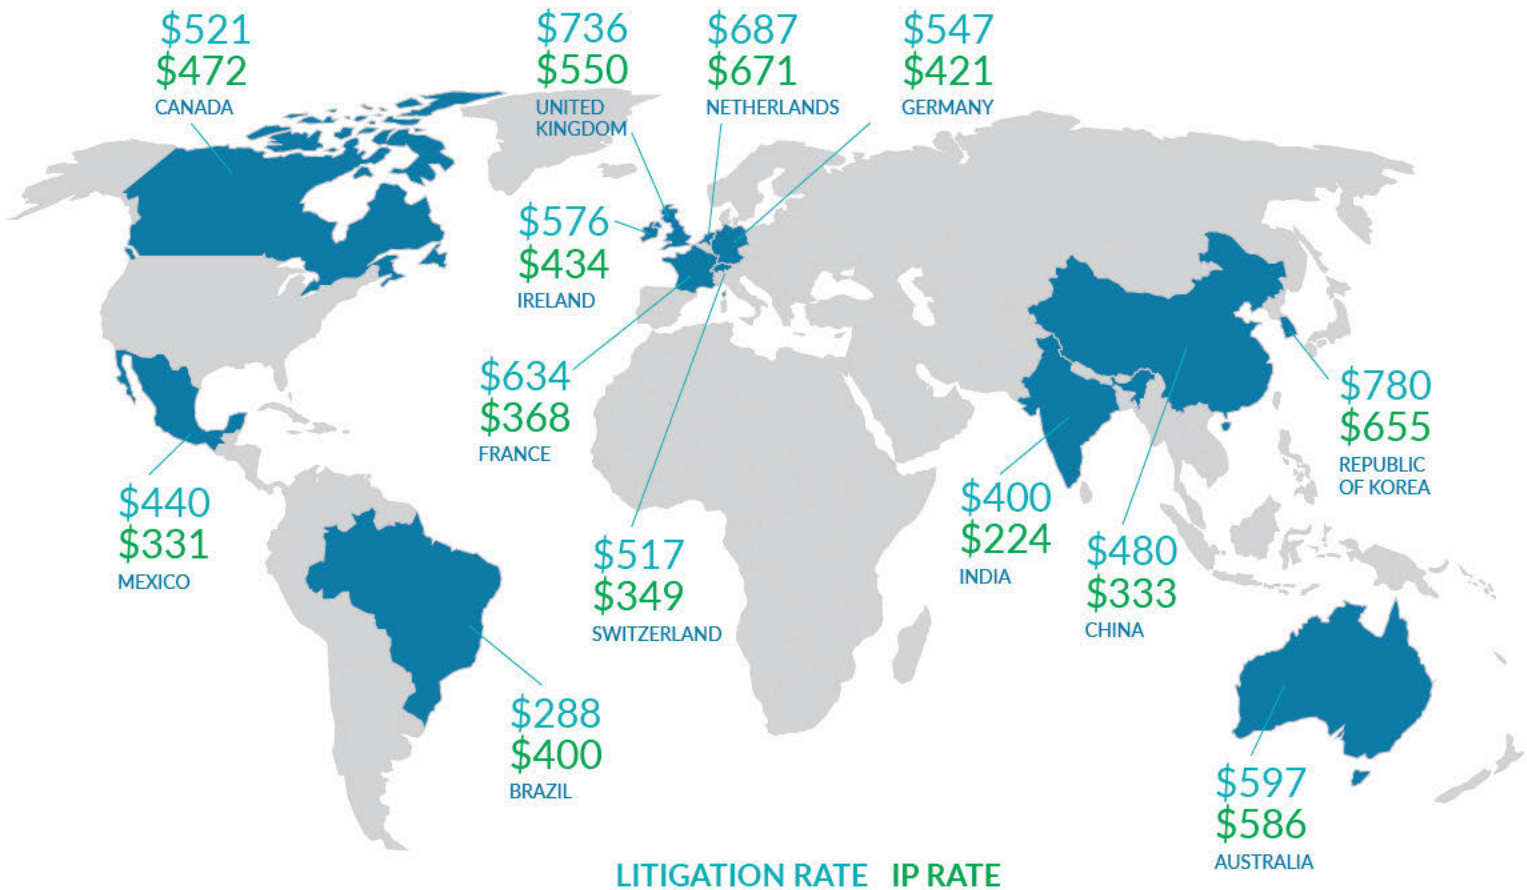 $521
$472
CANADA
$736
$550
UNITED
KINGDOM
$687
$671
NETHERLANDS
$547
$421
GERMANY
$576
$434
IRELAND
$634
$368
FRANCE
$780
$655
REPUBLIC
OF KOREA
$440
$331
MEXICO
$517
$349
SWITZERLAND
$400
$224
INDIA
$480
$333
CHINA
$288
$400
BRAZIL
$597
$586
AUSTRALIA
LITIGATION RATE IP RATE